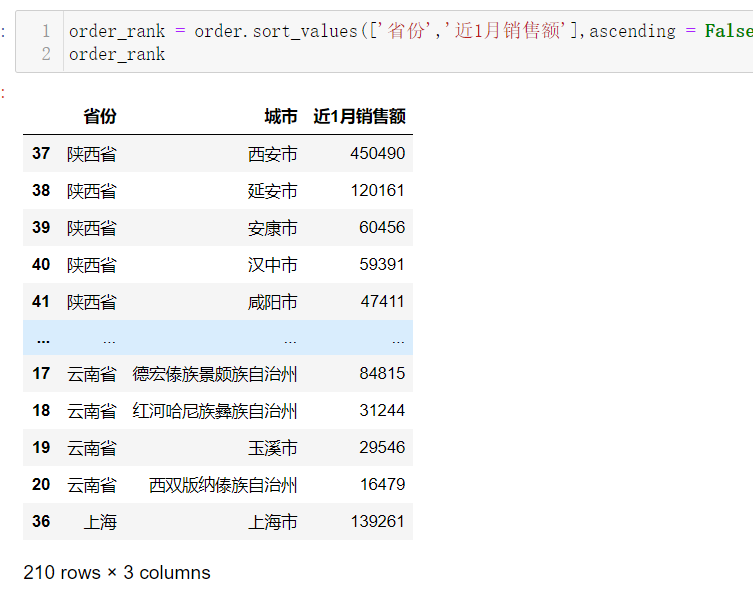 :
1 order_rank = order.sort_values(['省份','近1月销售额'],ascending = False
2 order_rank
:
省份 城市 近1月销售额
37 陕西省 西安市 450490
38 陕西省 延安市 120161
39 陕西省 安康市 60456
40 陕西省 汉中市 59391
41 陕西省 咸阳市 47411
... ... ... ...
17 云南省 德宏傣族景颇族自治州 84815
18 云南省 红河哈尼族彝族自治州 31244
19 云南省 玉溪市 29546
20 云南省 西双版纳傣族自治州 16479
36 上海 上海市 139261
210 rows × 3 columns